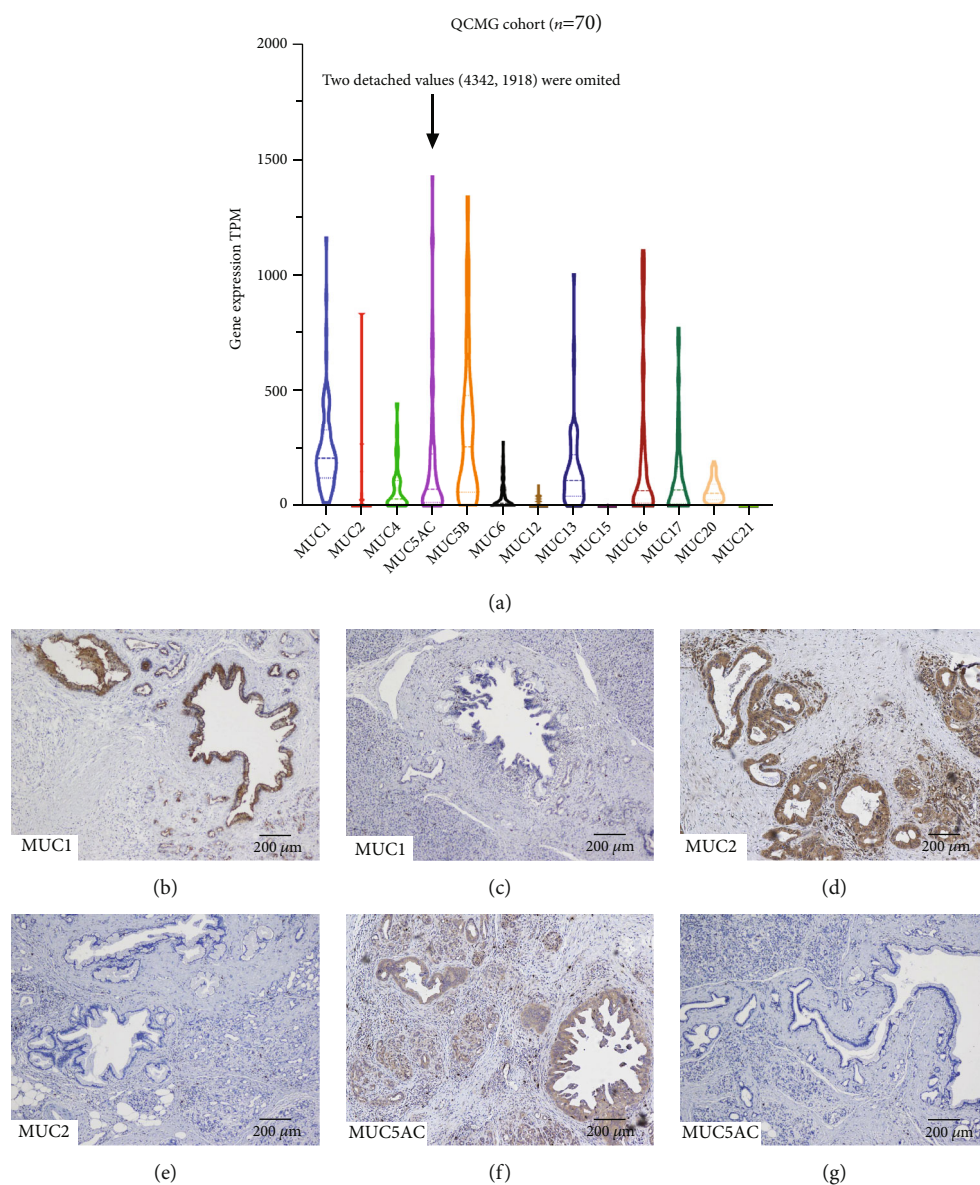 QCMG cohort (n=70)
2000
Two detached values (4342, 1918) were omited
1500
1000
500
0
Gene expression TPM
MUC1
MUC2
MUC4
MUC5AC
MUC5B
MUC6
MUC12
MUC13
MUC15
MUC16
MUC17
MUC20
MUC21
(a)
MUC1
200 μm
(b)
MUC1
200 μm
(c)
MUC2
200 μm
(d)
MUC2
200 μm
(e)
MUC5AC
200 μm
(f)
MUC5AC
200 μm
(g)